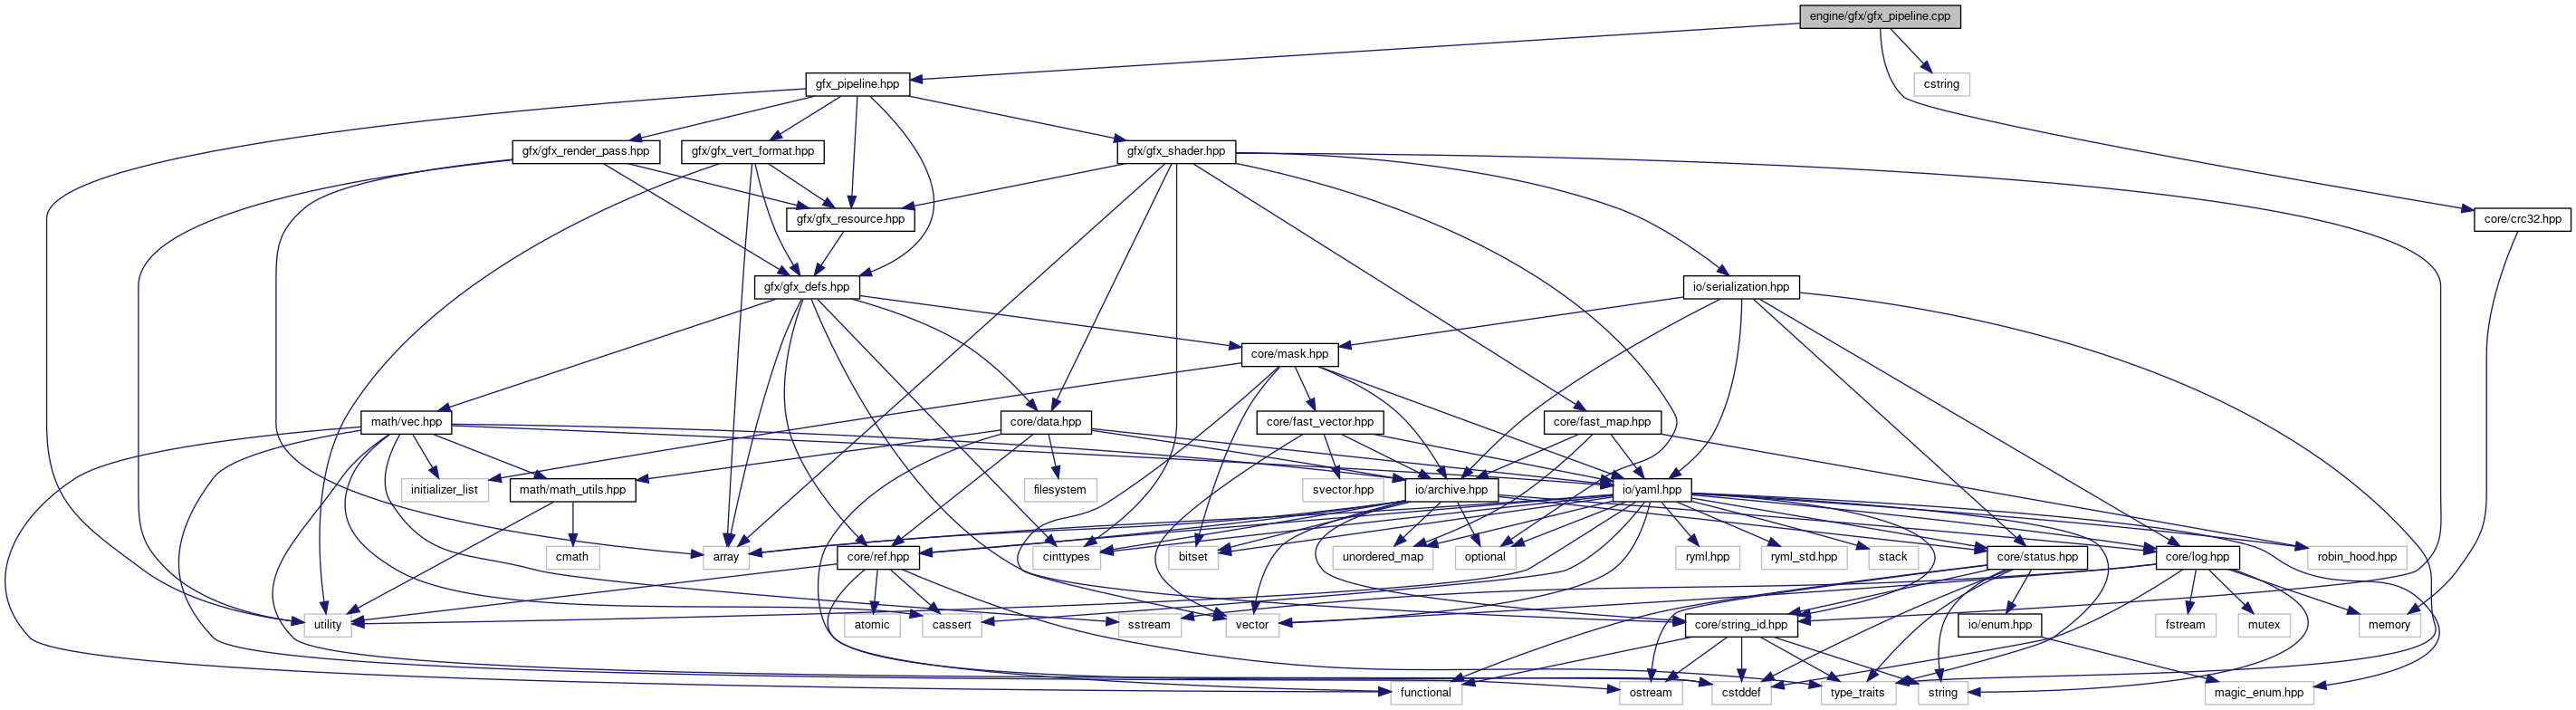 engine/gfx/gfx_pipeline.cpp
gfx_pipeline.hpp
cstring
gfx/gfx_render_pass.hpp
gfx/gfx_vert_format.hpp
gfx/gfx_shader.hpp
gfx/gfx_resource.hpp
core/crc32.hpp
gfx/gfx_defs.hpp
io/serialization.hpp
core/mask.hpp
math/vec.hpp
core/data.hpp
core/fast_vector.hpp
core/fast_map.hpp
initializer_list
math/math_utils.hpp
filesystem
svector.hpp
io/archive.hpp
io/yaml.hpp
cmath
array
core/ref.hpp
cinttypes
bitset
unordered_map
optional
ryml.hpp
ryml_std.hpp
stack
core/status.hpp
core/log.hpp
robin_hood.hpp
utility
atomic
cassert
sstream
vector
core/string_id.hpp
io/enum.hpp
fstream
mutex
memory
functional
ostream
cstddef
type_traits
string
magic_enum.hpp